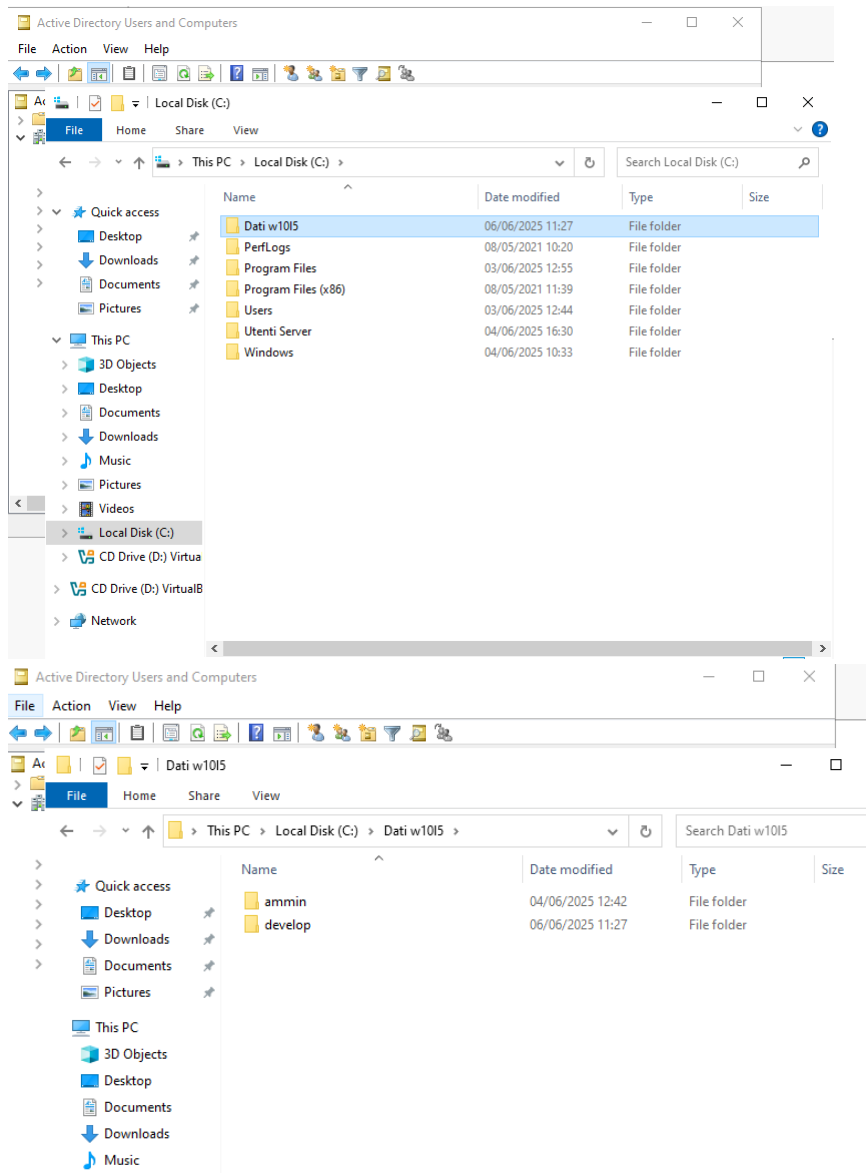 Active Directory Users and Computers
File Action View Help
Ac
Local Disk (C:)
File Home Share View
This PC > Local Disk (C:) >
Search Local Disk (C:)
Name Date modified Type Size
Quick access
Desktop
Downloads
Documents
Pictures
This PC
3D Objects
Desktop
Documents
Downloads
Music
Pictures
Videos
Local Disk (C:)
CD Drive (D:) Virtua
CD Drive (D:) VirtualB
Network
Dati w10l5 06/06/2025 11:27 File folder
PerfLogs 08/05/2021 10:20 File folder
Program Files 03/06/2025 12:55 File folder
Program Files (x86) 08/05/2021 11:39 File folder
Users 03/06/2025 12:44 File folder
Utenti Server 04/06/2025 16:30 File folder
Windows 04/06/2025 10:33 File folder
Active Directory Users and Computers
File Action View Help
Ac
Dati w10l5
File Home Share View
This PC > Local Disk (C:) > Dati w10l5 >
Search Dati w10l5
Name Date modified Type Size
Quick access
Desktop
Downloads
Documents
Pictures
This PC
3D Objects
Desktop
Documents
Downloads
Music
ammin 04/06/2025 12:42 File folder
develop 06/06/2025 11:27 File folder